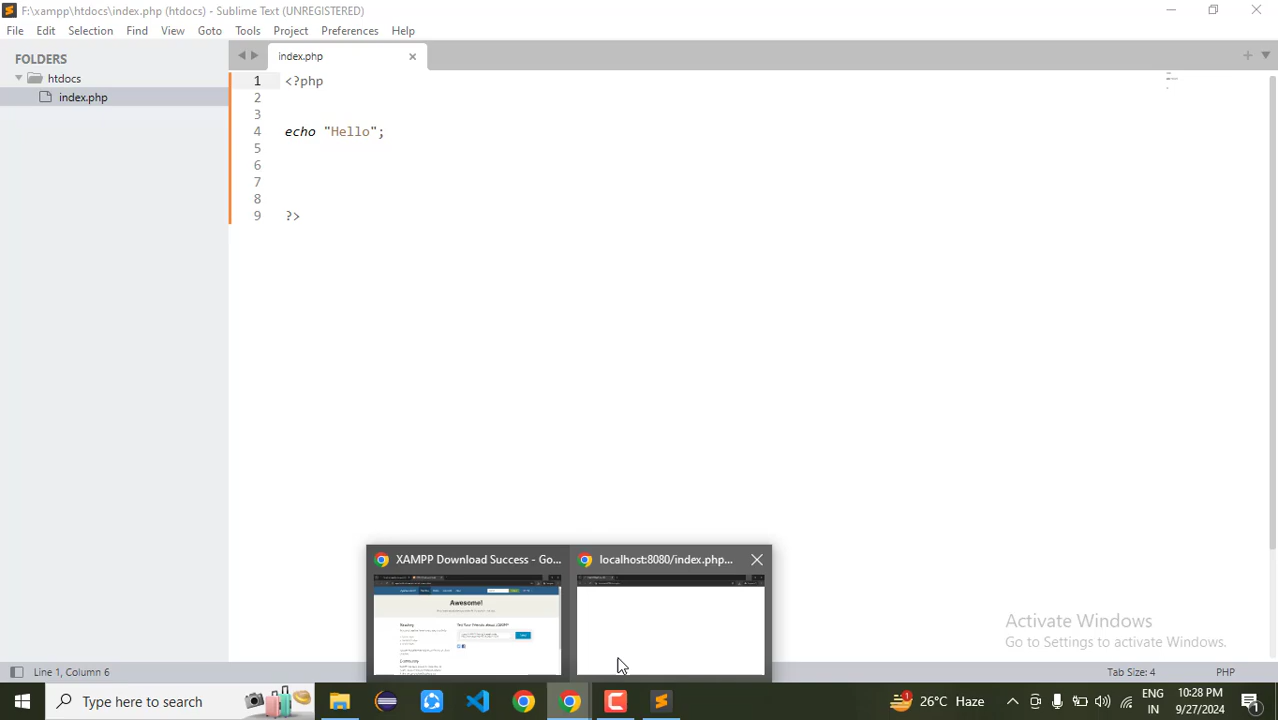 F:\xampp\htdocs\index.php (htdocs) - Sublime Text (UNREGISTERED)
File Edit Selection Find View Goto Tools Project Preferences Help
FOLDERS
htdocs
index.php
index.php
1 <?php
2
3
4 echo "Hello";
5
6
7
8
9 ?>
XAMPP Download Success - Go...
localhost:8080/index.php...
Awesome!
Activate Windows
Go to Settings to activate Windows.
Line 1, Column 6
Tab Size: 4
PHP
Type here to search
1
26°C Haze
ENG
IN
10:28 PM
9/27/2024
1